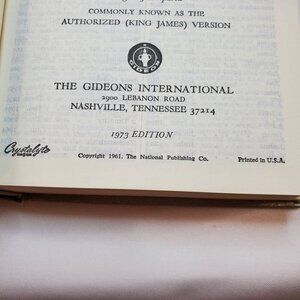 COMMONLY KNOWN AS THE
AUTHORIZED (KING JAMES) VERSION
GIDEONS
THE GIDEONS INTERNATIONAL
2900 LEBANON ROAD
NASHVILLE, TENNESSEE 37214
1973 EDITION
Copyright 1961. The National Publishing Co.
Printed in U.S.A.
Crystalyte